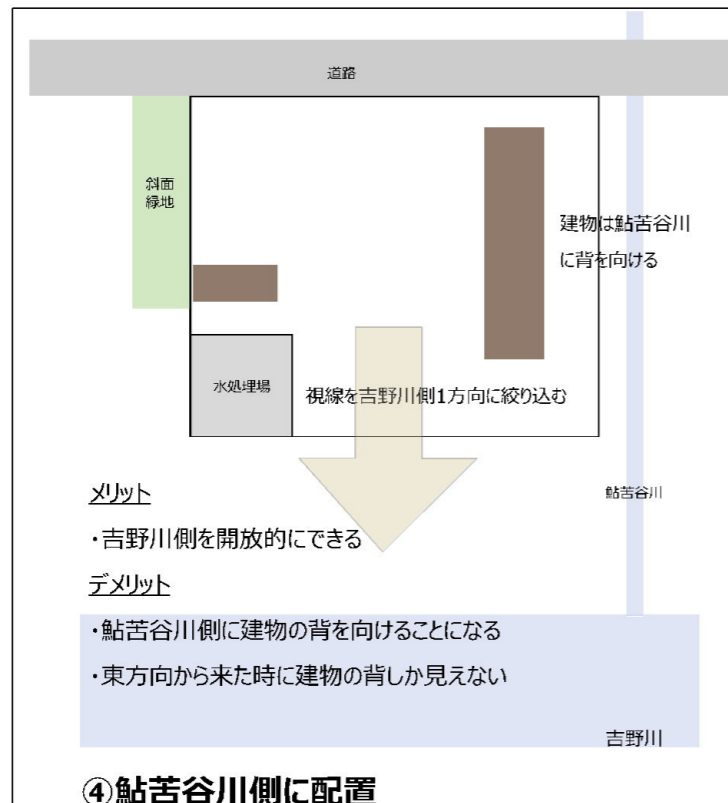 道路
斜面
緑地
建物は鮎苦谷川
に背を向ける
水処理場
視線を吉野川側1方向に絞り込む
メリット
鮎苦谷川
・吉野川側を開放的にできる
デメリット
・鮎苦谷川側に建物の背を向けることになる
・東方向から来た時に建物の背しか見えない
吉野川
④鮎苦谷川側に配置